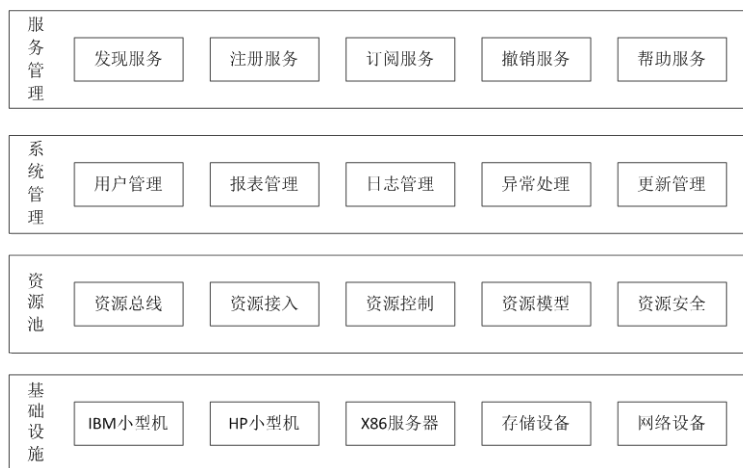 服务管理
发现服务 注册服务 订阅服务 撤销服务 帮助服务
系统管理
用户管理 报表管理 日志管理 异常处理 更新管理
资源池
资源总线 资源接入 资源控制 资源模型 资源安全
基础设施
IBM小型机 HP小型机 X86服务器 存储设备 网络设备